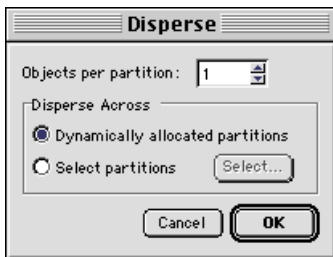 Disperse
Objects per partition: 1
Disperse Across
Dynamically allocated partitions
Select partitions Select...
Cancel OK